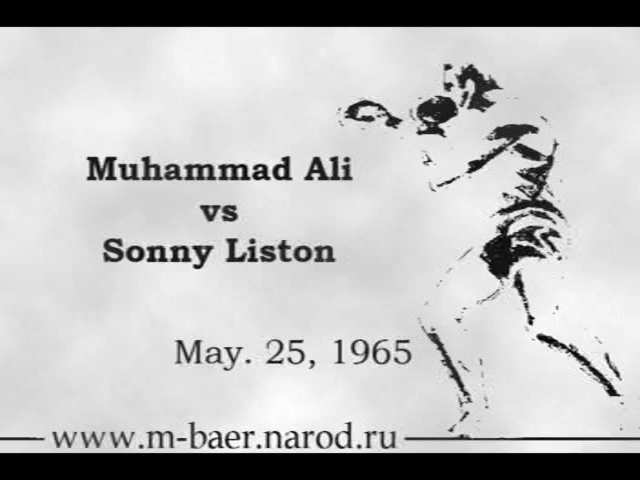 Muhammad Ali
vs
Sonny Liston
May. 25, 1965
www.m-baer.narod.ru